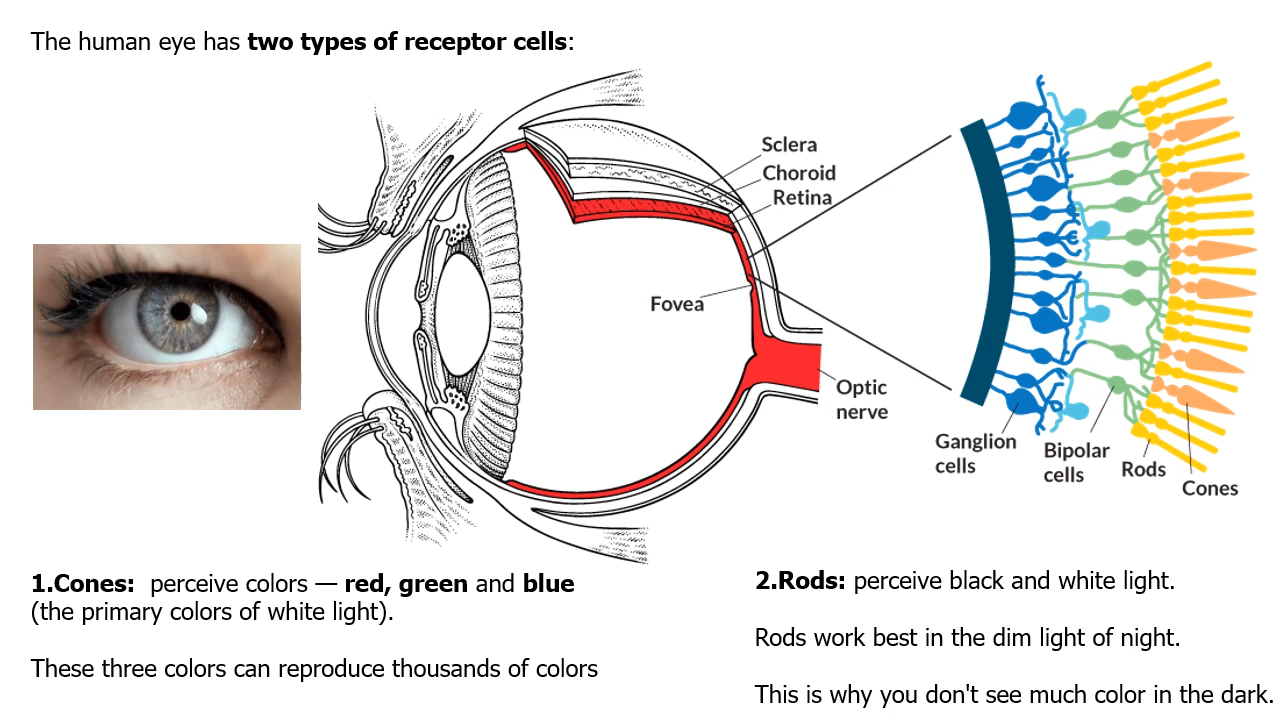 The human eye has two types of receptor cells:
Sclera
Choroid
Retina
Fovea
Optic
nerve
Ganglion
cells
Bipolar
cells
Rods
Cones
1.Cones:  perceive colors — red, green and blue
(the primary colors of white light).
These three colors can reproduce thousands of colors
2.Rods: perceive black and white light.
Rods work best in the dim light of night.
This is why you don't see much color in the dark.